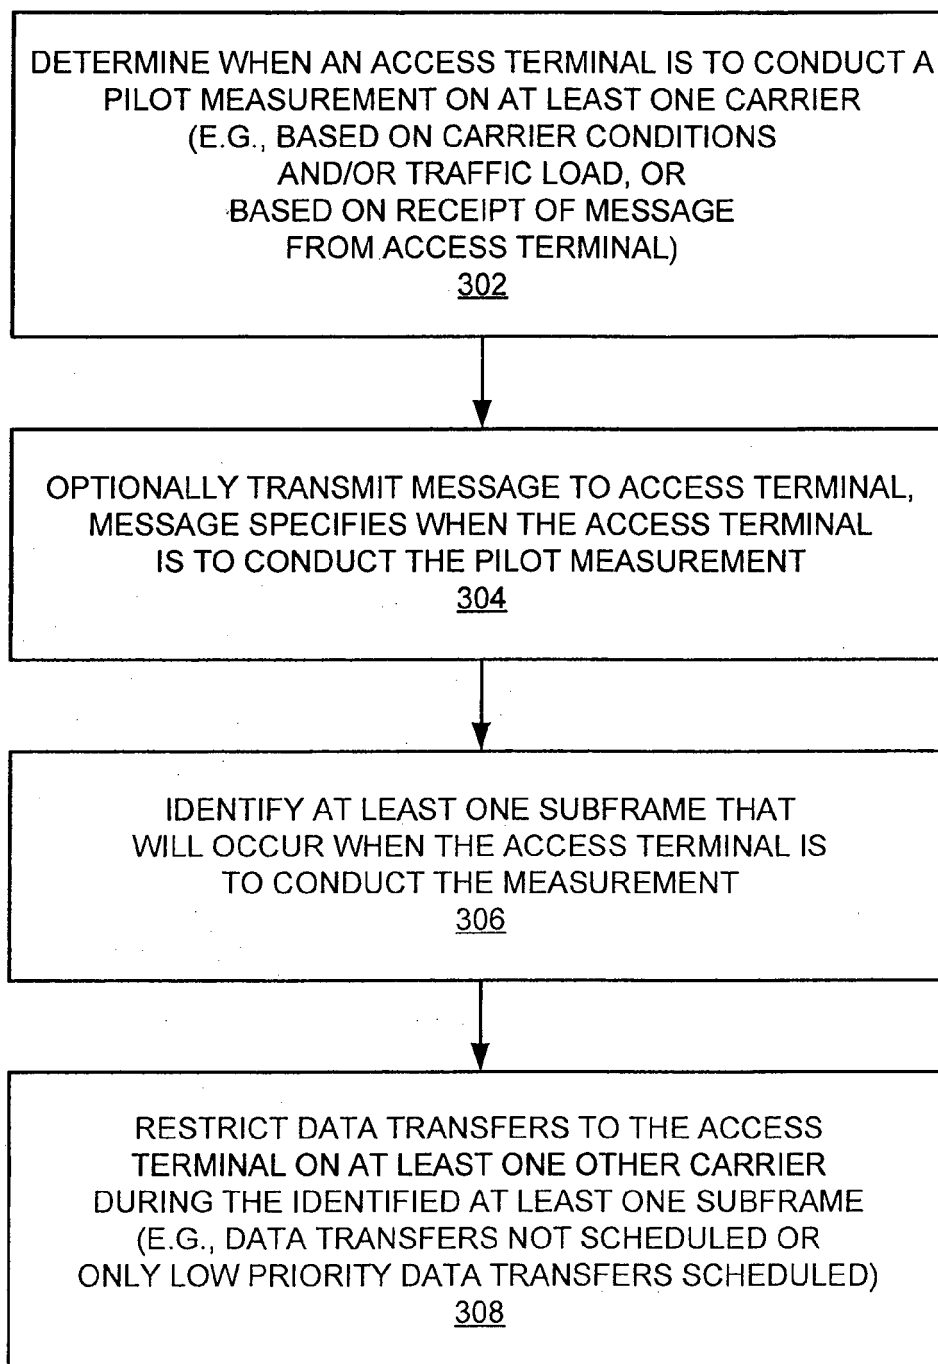 DETERMINE WHEN AN ACCESS TERMINAL IS TO CONDUCT A
PILOT MEASUREMENT ON AT LEAST ONE CARRIER
(E.G., BASED ON CARRIER CONDITIONS
AND/OR TRAFFIC LOAD, OR
BASED ON RECEIPT OF MESSAGE
FROM ACCESS TERMINAL)
302
OPTIONALLY TRANSMIT MESSAGE TO ACCESS TERMINAL,
MESSAGE SPECIFIES WHEN THE ACCESS TERMINAL
IS TO CONDUCT THE PILOT MEASUREMENT
304
IDENTIFY AT LEAST ONE SUBFRAME THAT
WILL OCCUR WHEN THE ACCESS TERMINAL IS
TO CONDUCT THE MEASUREMENT
306
RESTRICT DATA TRANSFERS TO THE ACCESS
TERMINAL ON AT LEAST ONE OTHER CARRIER
DURING THE IDENTIFIED AT LEAST ONE SUBFRAME
(E.G., DATA TRANSFERS NOT SCHEDULED OR
ONLY LOW PRIORITY DATA TRANSFERS SCHEDULED)
308